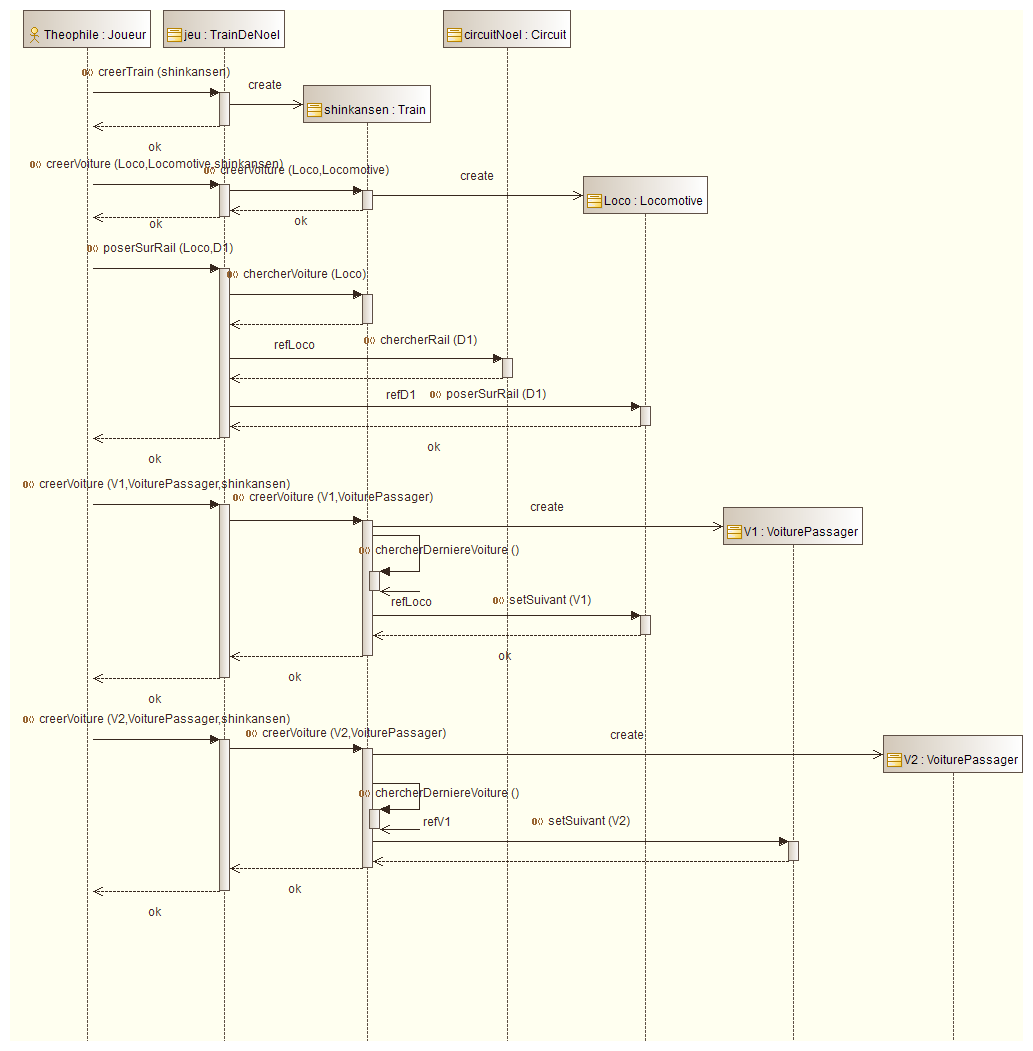 Theophile : Joueur
jeu : TrainDeNoel
circuitNoel : Circuit
creerTrain (shinkansen)
create
shinkansen : Train
ok
creerVoiture (Loco,Locomotive,shinkansen)
creerVoiture (Loco,Locomotive)
create
Loco : Locomotive
ok
ok
poserSurRail (Loco,D1)
chercherVoiture (Loco)
refLoco
chercherRail (D1)
refD1
poserSurRail (D1)
ok
ok
creerVoiture (V1,VoiturePassager,shinkansen)
creerVoiture (V1,VoiturePassager)
create
V1 : VoiturePassager
chercherDerniereVoiture ()
refLoco
setSuivant (V1)
ok
ok
ok
creerVoiture (V2,VoiturePassager,shinkansen)
creerVoiture (V2,VoiturePassager)
create
V2 : VoiturePassager
chercherDerniereVoiture ()
refV1
setSuivant (V2)
ok
ok